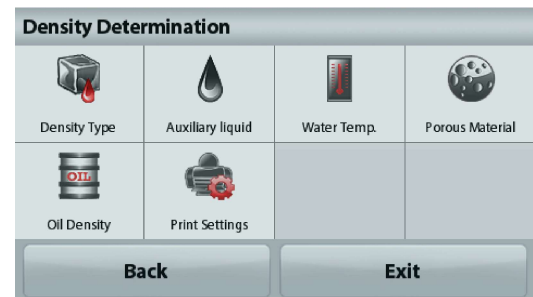 Density Determination
Density Type
Auxiliary liquid
Water Temp.
Porous Material
OIL
Oil Density
Print Settings
Back
Exit